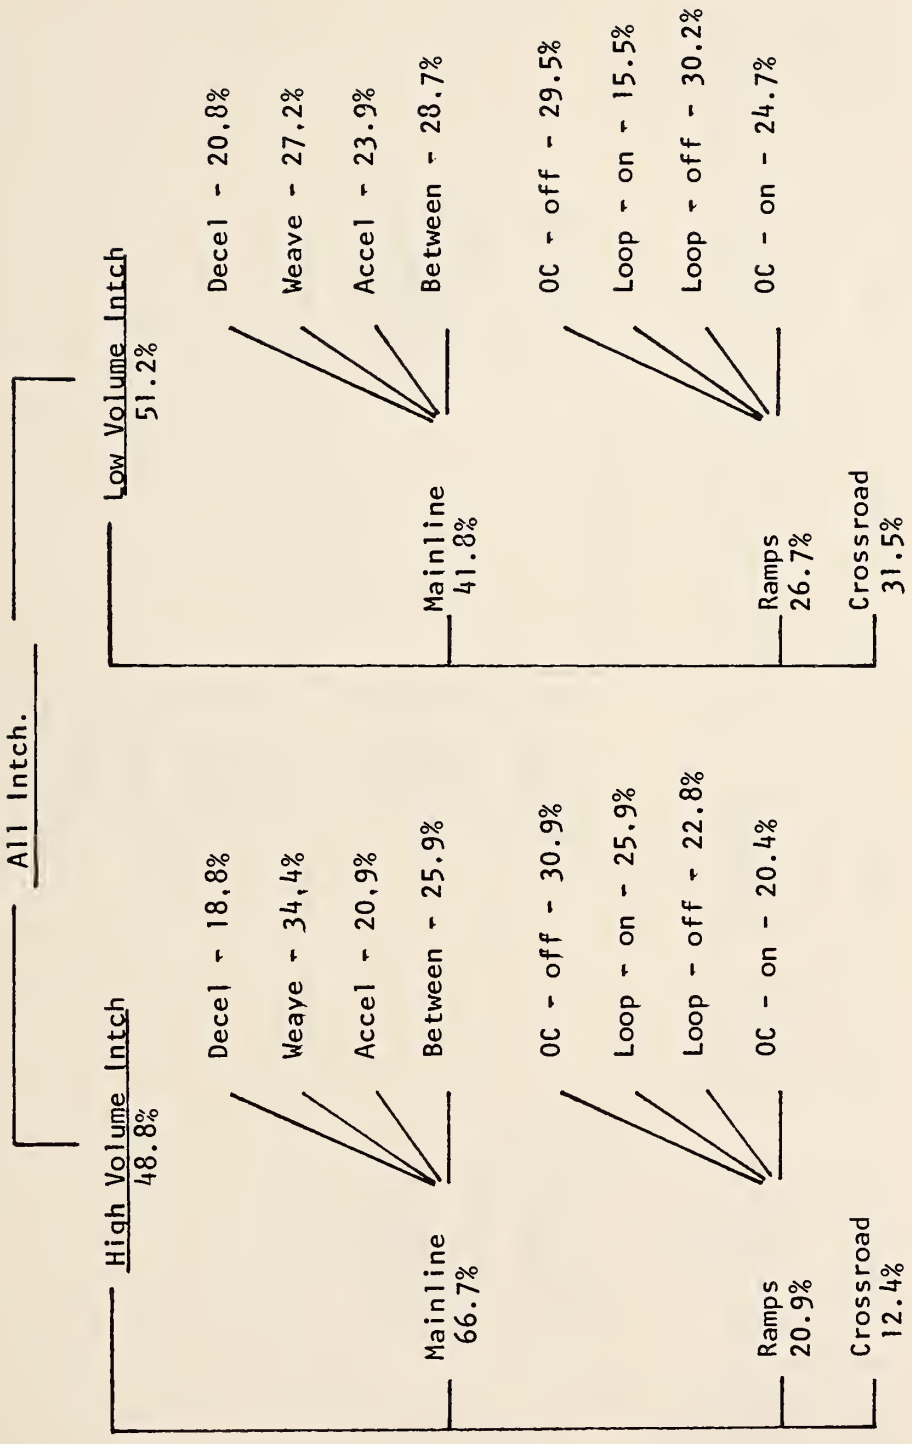 All Intch.
High Volume Intch
48.8%
Decel - 18.8%
Weave - 34.4%
Accel - 20.9%
Between - 25.9%
Mainline
66.7%
OC - off - 30.9%
Loop - on - 25.9%
Loop - off - 22.8%
OC - on - 20.4%
Ramps
20.9%
Crossroad
12.4%
Low Volume Intch
51.2%
Decel - 20.8%
Weave - 27.2%
Accel - 23.9%
Between - 28.7%
Mainline
41.8%
OC - off - 29.5%
Loop - on - 15.5%
Loop - off - 30.2%
OC - on - 24.7%
Ramps
26.7%
Crossroad
31.5%